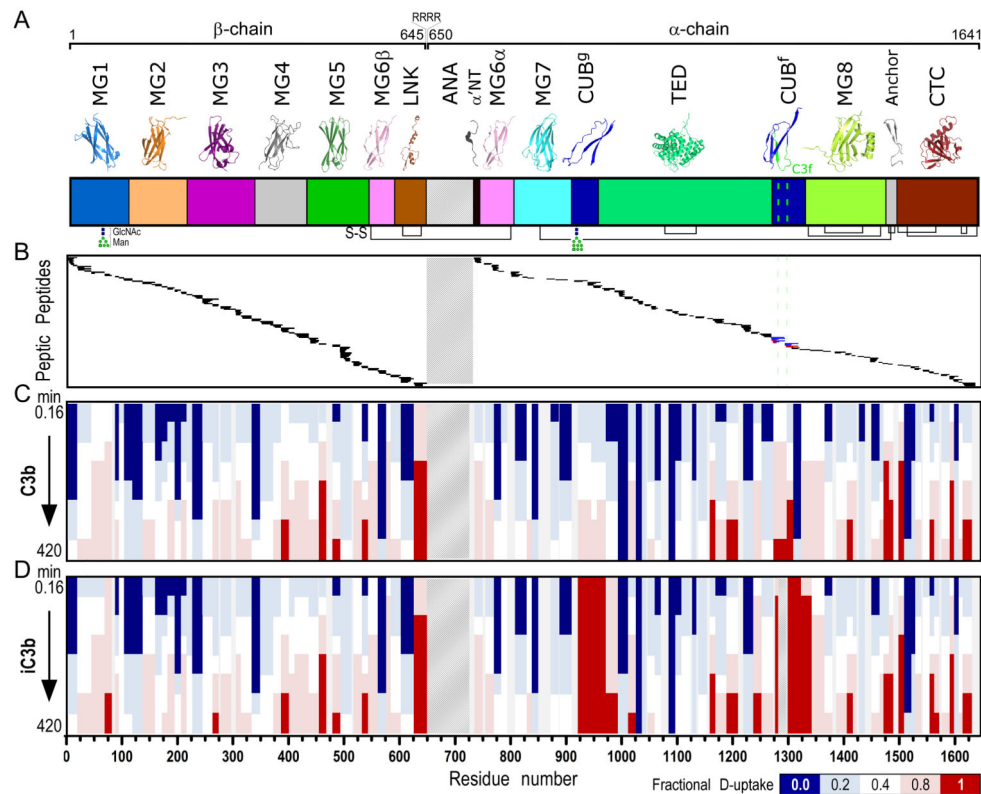 A
RRRR
β-chain
α-chain
1
645
650
1641
MG1
MG2
MG3
MG4
MG5
MG6β
LNK
ANA
α'NT
MG6α
MG7
CUBg
TED
CUBf
MG8
Anchor
CTC
C3f
S-S
GlcNAc
Man
B
Peptic Peptides
C
min
0.16
C3b
420
D
min
0.16
iC3b
420
0 100 200 300 400 500 600 700 800 900 1000 1100 1200 1300 1400 1500 1600
Residue number
Fractional D-uptake 0.0 0.2 0.4 0.8 1